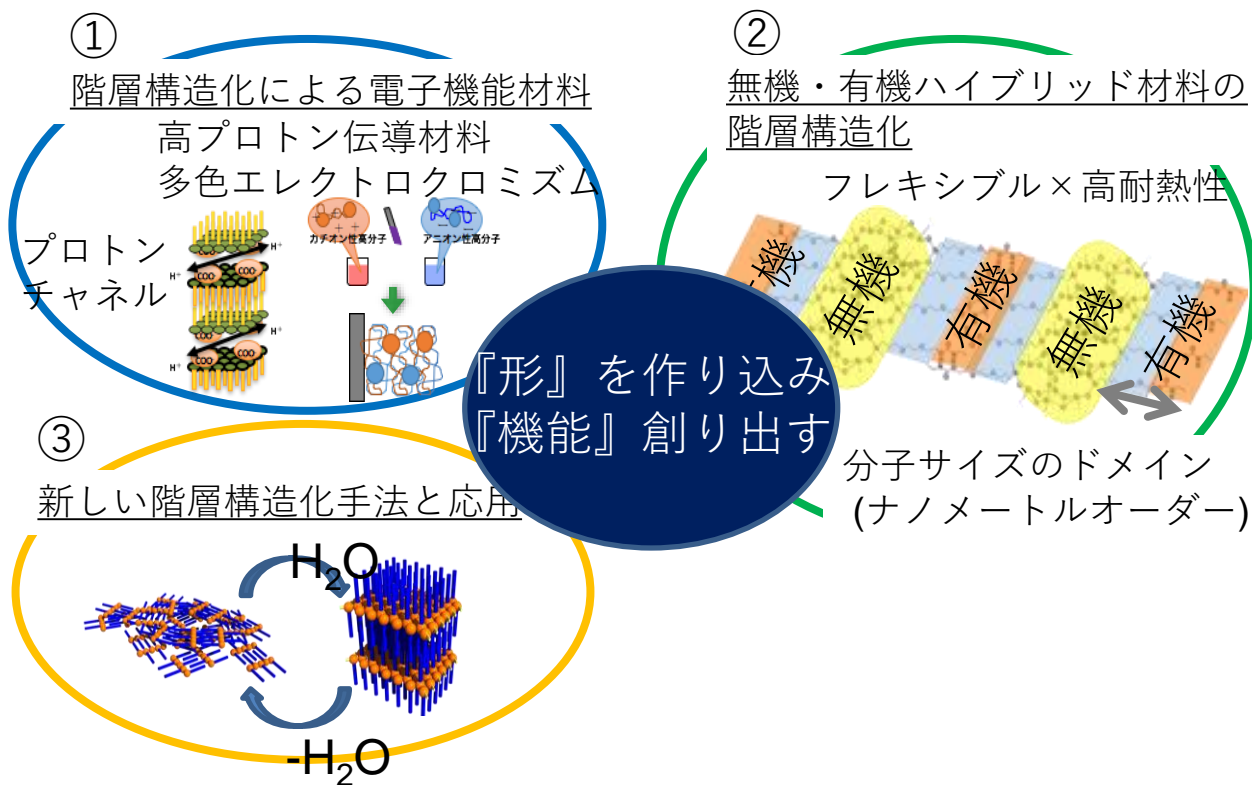 ①
階層構造化による電子機能材料
高プロトン伝導材料
多色エレクトロクロミズム
プロトン
チャネル
H⁺
COO⁻
COO⁻
H⁺
H⁺
COO⁻
COO⁻
H⁺
カチオン性高分子
アニオン性高分子
②
無機・有機ハイブリッド材料の
階層構造化
フレキシブル×高耐熱性
有機
無機
有機
無機
有機
分子サイズのドメイン
(ナノメートルオーダー)
『形』を作り込み
『機能』創り出す
③
新しい階層構造化手法と応用
H₂O
-H₂O